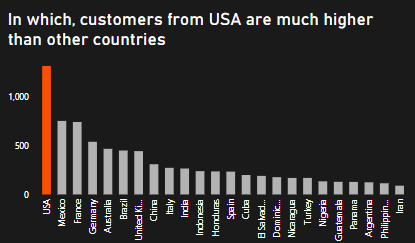 In which, customers from USA are much higher
than other countries
1,000
500
0
USA
Mexico
France
Germany
Australia
Brazil
United Ki...
China
Italy
India
Indonesia
Honduras
Spain
Cuba
El Salvad...
Dominic...
Nicaragua
Turkey
Nigeria
Guatemala
Panama
Argentina
Philippin...
Iran